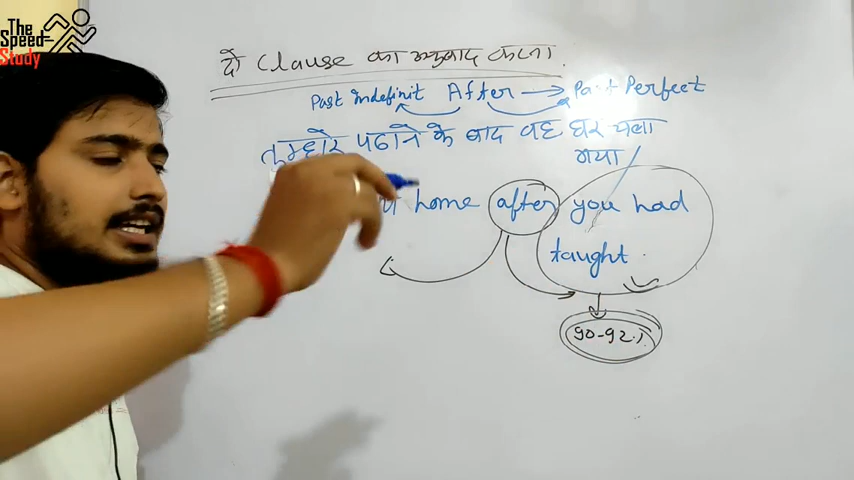 The
Speed
Study
दो Clause का अनुवाद करना.
Past Indefinit After → Past Perfect
तुम्हारे पढाने के बाद वह घर चला
गया
home after you had
taught.
90-92%